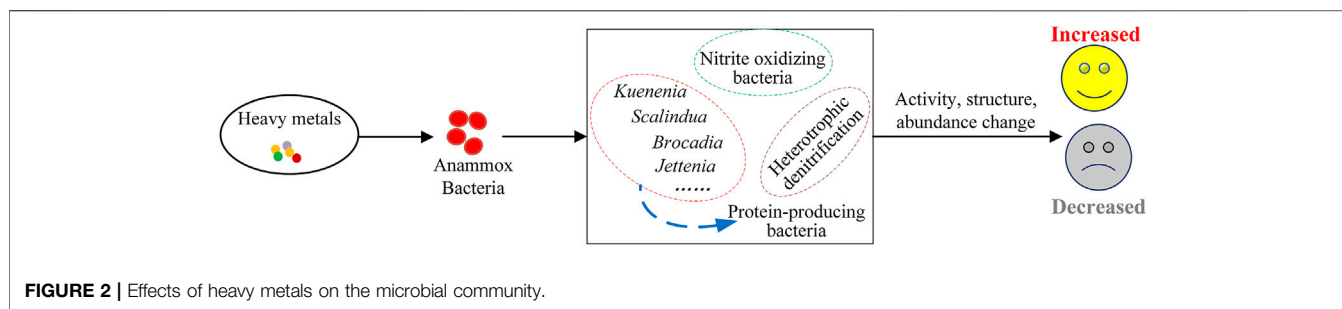 Heavy metals
Anammox
Bacteria
Nitrite oxidizing
bacteria
Kuenenia
Scalindua
Brocadia
Jettenia
......
Heterotrophic
denitrification
Protein-producing
bacteria
Activity, structure,
abundance change
Increased
Decreased
FIGURE 2 | Effects of heavy metals on the microbial community.